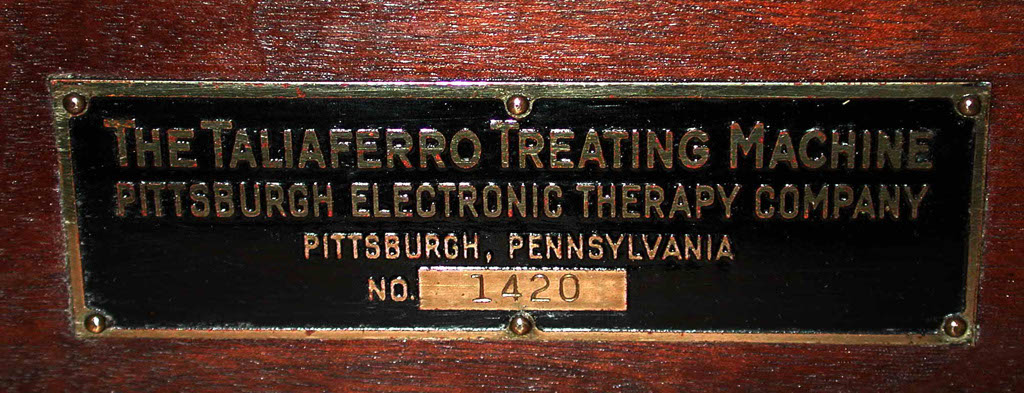 THE TALIAFERRO TREATING MACHINE
PITTSBURGH ELECTRONIC THERAPY COMPANY
PITTSBURGH, PENNSYLVANIA
NO. 1420